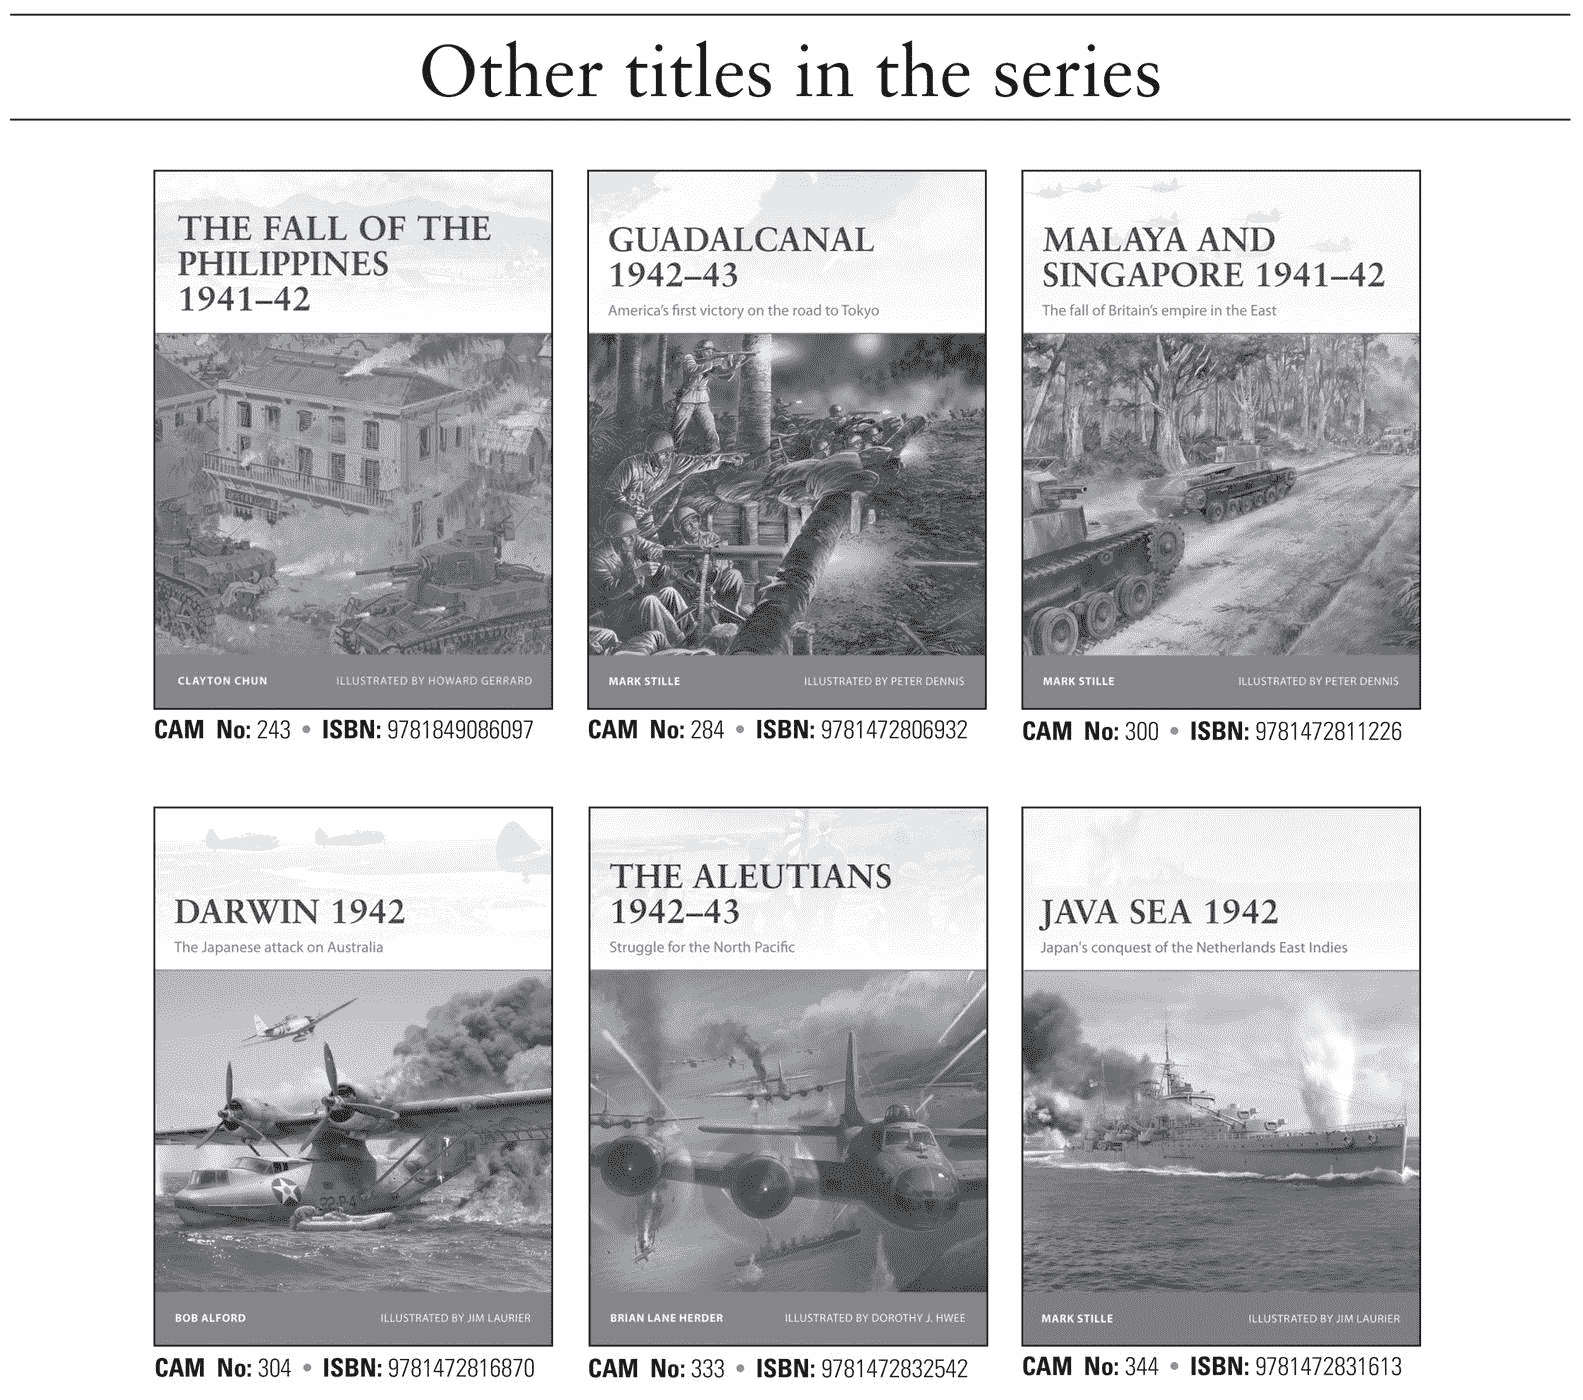 Other titles in the series
THE FALL OF THE
PHILIPPINES
1941–42
CLAYTON CHUN ILLUSTRATED BY HOWARD GERRARD
CAM No: 243 • ISBN: 9781849086097
GUADALCANAL
1942–43
America's first victory on the road to Tokyo
MARK STILLE ILLUSTRATED BY PETER DENNIS
CAM No: 284 • ISBN: 9781472806932
MALAYA AND
SINGAPORE 1941–42
The fall of Britain's empire in the East
MARK STILLE ILLUSTRATED BY PETER DENNIS
CAM No: 300 • ISBN: 9781472811226
DARWIN 1942
The Japanese attack on Australia
BOB ALFORD ILLUSTRATED BY JIM LAURIER
CAM No: 304 • ISBN: 9781472816870
THE ALEUTIANS
1942–43
Struggle for the North Pacific
BRIAN LANE HERDER ILLUSTRATED BY DOROTHY J. HWEE
CAM No: 333 • ISBN: 9781472832542
JAVA SEA 1942
Japan's conquest of the Netherlands East Indies
MARK STILLE ILLUSTRATED BY JIM LAURIER
CAM No: 344 • ISBN: 9781472831613